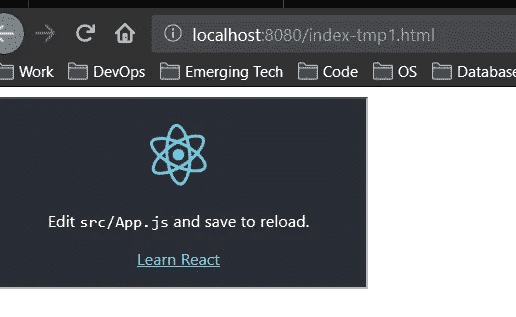 localhost:8080/index-tmp1.html
Work DevOps Emerging Tech Code OS Database
Edit src/App.js and save to reload.
Learn React